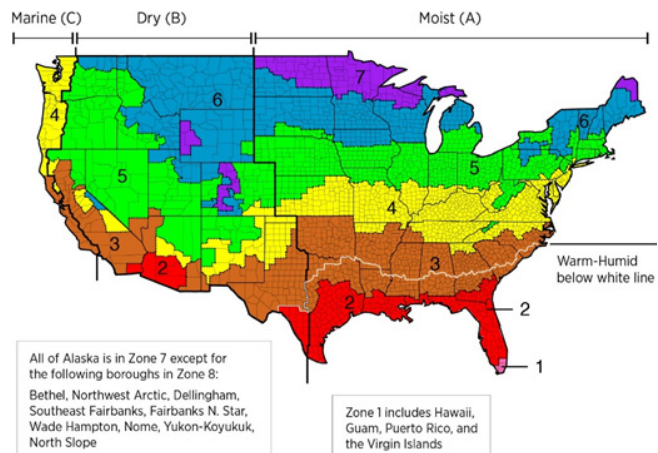 Marine (C)
Dry (B)
Moist (A)
7
6
6
4
5
5
4
3
3
Warm-Humid
below white line
2
2
2
1
All of Alaska is in Zone 7 except for
the following boroughs in Zone 8:
Bethel, Northwest Arctic, Dellingham,
Southeast Fairbanks, Fairbanks N. Star,
Wade Hampton, Nome, Yukon-Koyukuk,
North Slope
Zone 1 includes Hawaii,
Guam, Puerto Rico, and
the Virgin Islands